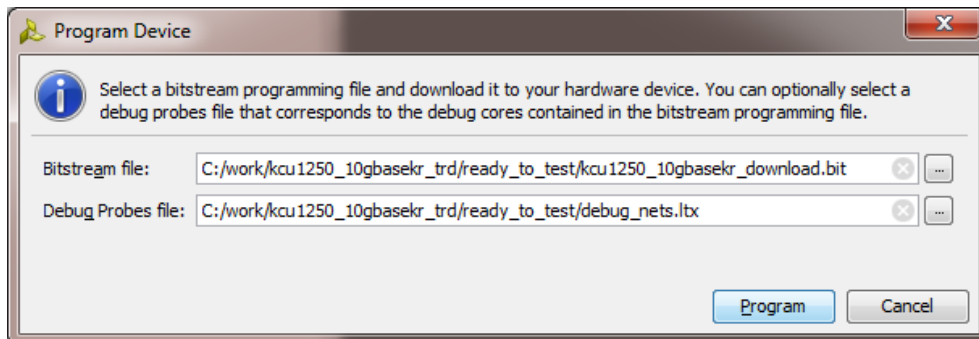 Program Device
Select a bitstream programming file and download it to your hardware device. You can optionally select a
debug probes file that corresponds to the debug cores contained in the bitstream programming file.
Bitstream file: C:/work/kcu1250_10gbasekr_trd/ready_to_test/kcu1250_10gbasekr_download.bit ...
Debug Probes file: C:/work/kcu1250_10gbasekr_trd/ready_to_test/debug_nets.ltx ...
Program Cancel